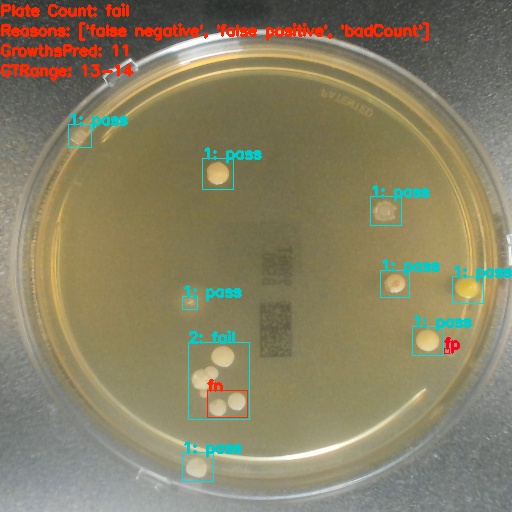 Plate Count: fail
Reasons: ['false negative', 'false positive', 'badCount']
GrowthsPred: 11
GTRange: 13-14
PATENTED
1: pass
1: pass
1: pass
1: pass
1: pass
1: pass
1: pass
fp
2: fail
fn
1: pass